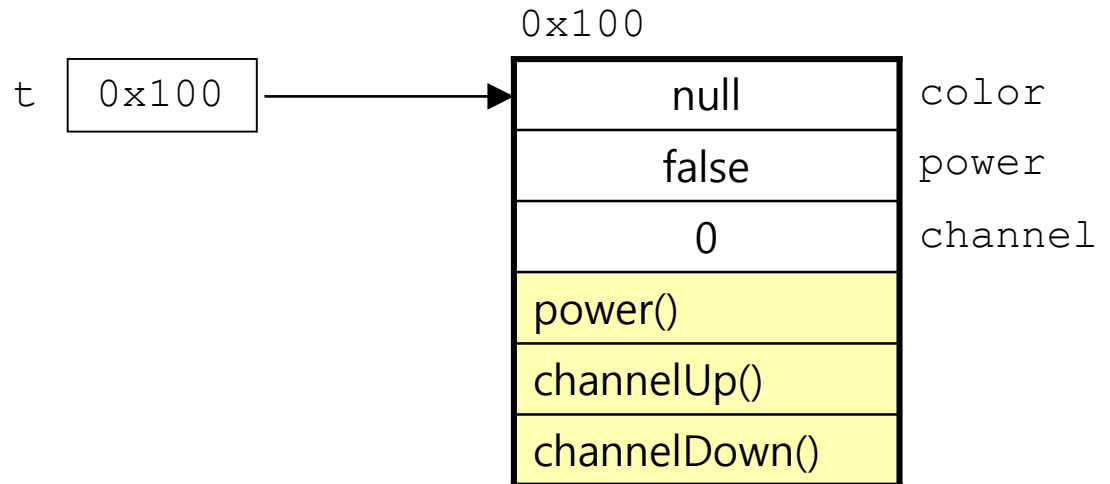 0x100
t 0x100 null color
false power
0 channel
power()
channelUp()
channelDown()